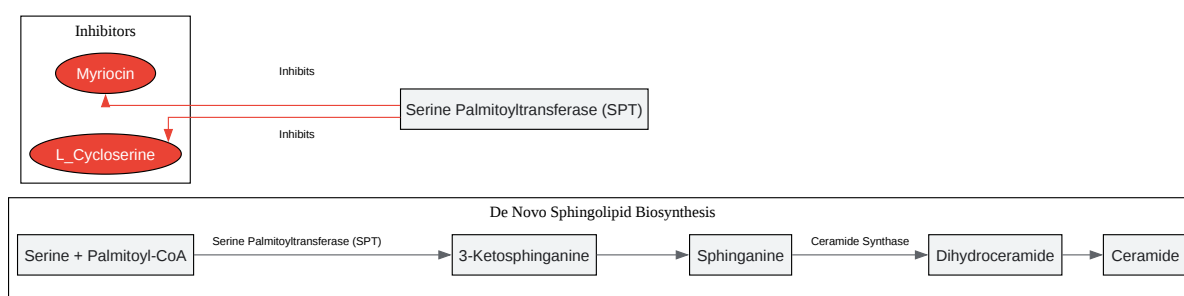 Inhibitors
Myriocin
Inhibits
Serine Palmitoyltransferase (SPT)
Inhibits
L_Cycloserine
De Novo Sphingolipid Biosynthesis
Serine + Palmitoyl-CoA
Serine Palmitoyltransferase (SPT)
3-Ketosphinganine
Sphinganine
Ceramide Synthase
Dihydroceramide
Ceramide